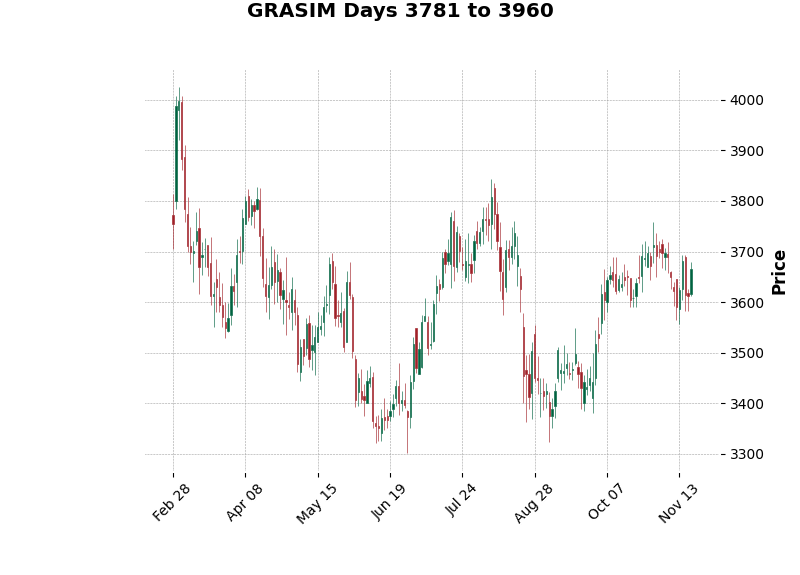 GRASIM Days 3781 to 3960
4000
3900
3800
3700
3600
3500
3400
3300
Price
Feb 28
Apr 08
May 15
Jun 19
Jul 24
Aug 28
Oct 07
Nov 13